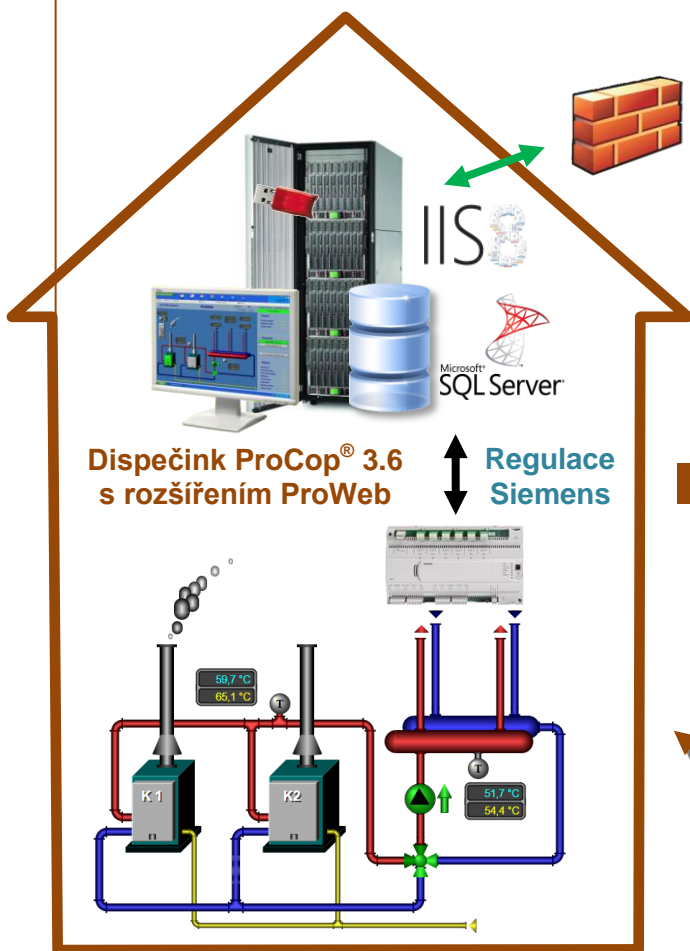 IIS8
Microsoft®
SQL Server®
Dispečink ProCop® 3.6
s rozšířením ProWeb
Regulace
Siemens
59,7 °C
65,1 °C
T
K 1
K2
T
51,7 °C
54,4 °C